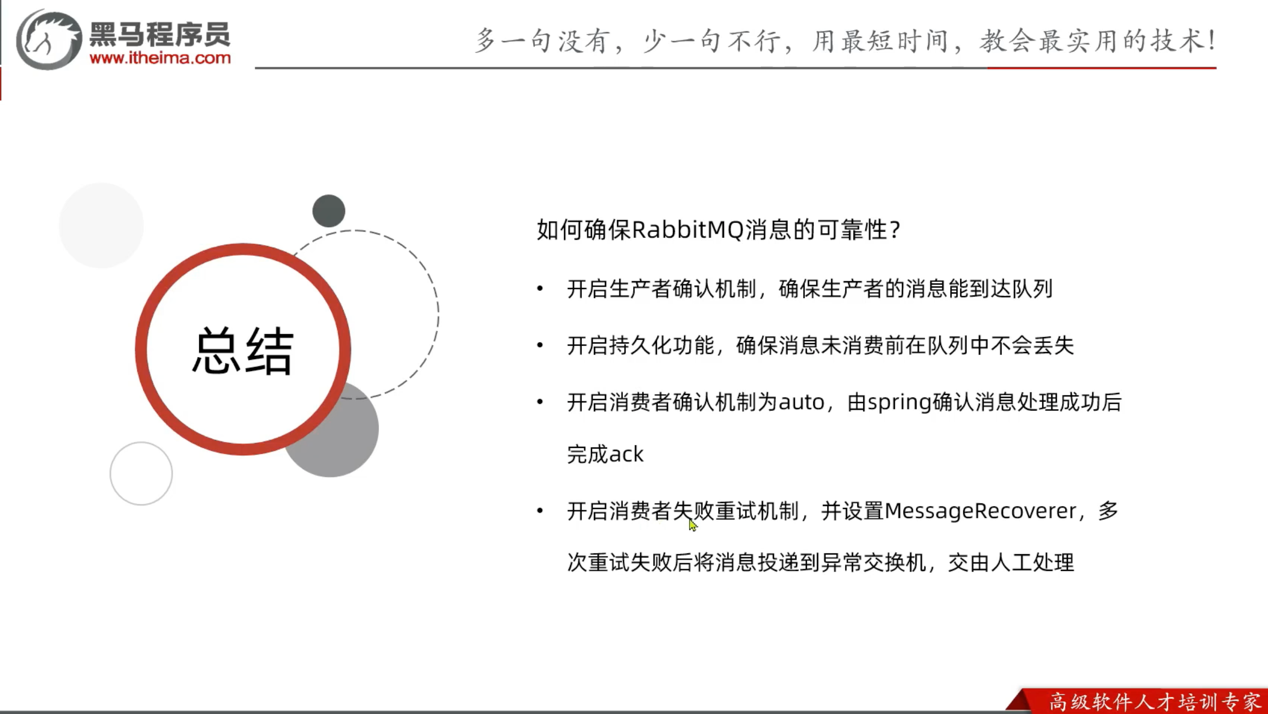 黑马程序员
www.itheima.com
多一句没有，少一句不行，用最短时间，教会最实用的技术！
总结
如何确保RabbitMQ消息的可靠性？
• 开启生产者确认机制，确保生产者的消息能到达队列
• 开启持久化功能，确保消息未消费前在队列中不会丢失
• 开启消费者确认机制为auto，由spring确认消息处理成功后
完成ack
• 开启消费者失败重试机制，并设置MessageRecoverer，多
次重试失败后将消息投递到异常交换机，交由人工处理
高级软件人才培训专家